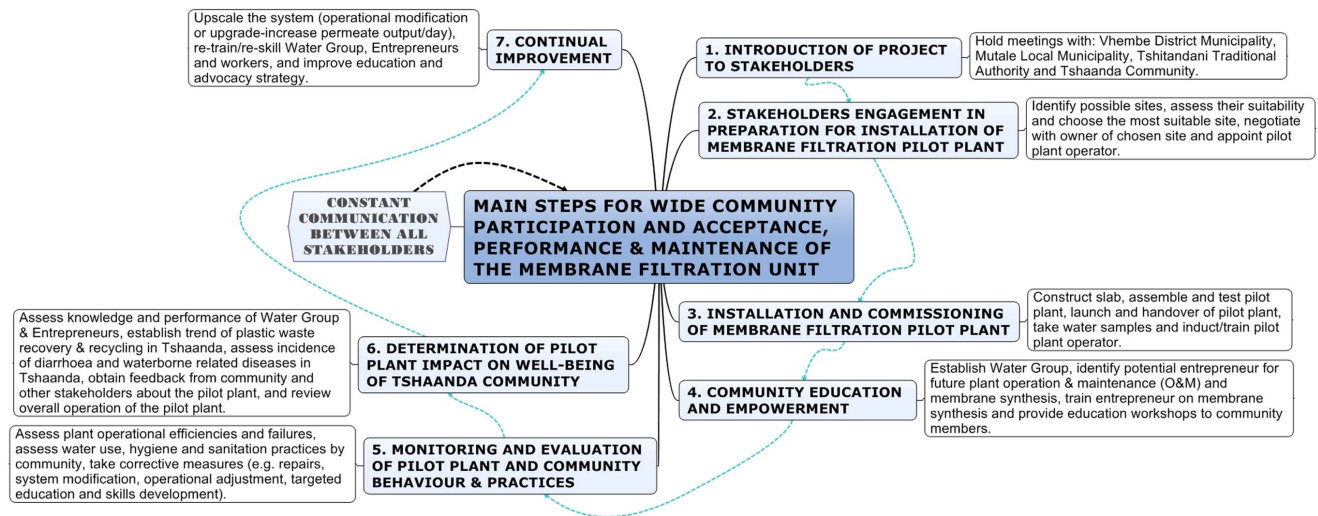 MAIN STEPS FOR WIDE COMMUNITY
PARTICIPATION AND ACCEPTANCE,
PERFORMANCE & MAINTENANCE OF
THE MEMBRANE FILTRATION UNIT
CONSTANT
COMMUNICATION
BETWEEN ALL
STAKEHOLDERS
1. INTRODUCTION OF PROJECT
TO STAKEHOLDERS
Hold meetings with: Vhembe District Municipality,
Mutale Local Municipality, Tshitandani Traditional
Authority and Tshaanda Community.
2. STAKEHOLDERS ENGAGEMENT IN
PREPARATION FOR INSTALLATION OF
MEMBRANE FILTRATION PILOT PLANT
Identify possible sites, assess their suitability
and choose the most suitable site, negotiate
with owner of chosen site and appoint pilot
plant operator.
3. INSTALLATION AND COMMISSIONING
OF MEMBRANE FILTRATION PILOT PLANT
Construct slab, assemble and test pilot
plant, launch and handover of pilot plant,
take water samples and induct/train pilot
plant operator.
4. COMMUNITY EDUCATION
AND EMPOWERMENT
Establish Water Group, identify potential entrepreneur for
future plant operation & maintenance (O&M) and
membrane synthesis, train entrepreneur on membrane
synthesis and provide education workshops to community
members.
5. MONITORING AND EVALUATION
OF PILOT PLANT AND COMMUNITY
BEHAVIOUR & PRACTICES
Assess plant operational efficiencies and failures,
assess water use, hygiene and sanitation practices by
community, take corrective measures (e.g. repairs,
system modification, operational adjustment, targeted
education and skills development).
6. DETERMINATION OF PILOT
PLANT IMPACT ON WELL-BEING
OF TSHAANDA COMMUNITY
Assess knowledge and performance of Water Group
& Entrepreneurs, establish trend of plastic waste
recovery & recycling in Tshaanda, assess incidence
of diarrhoea and waterborne related diseases in
Tshaanda, obtain feedback from community and
other stakeholders about the pilot plant, and review
overall operation of the pilot plant.
7. CONTINUAL
IMPROVEMENT
Upscale the system (operational modification
or upgrade-increase permeate output/day),
re-train/re-skill Water Group, Entrepreneurs
and workers, and improve education and
advocacy strategy.